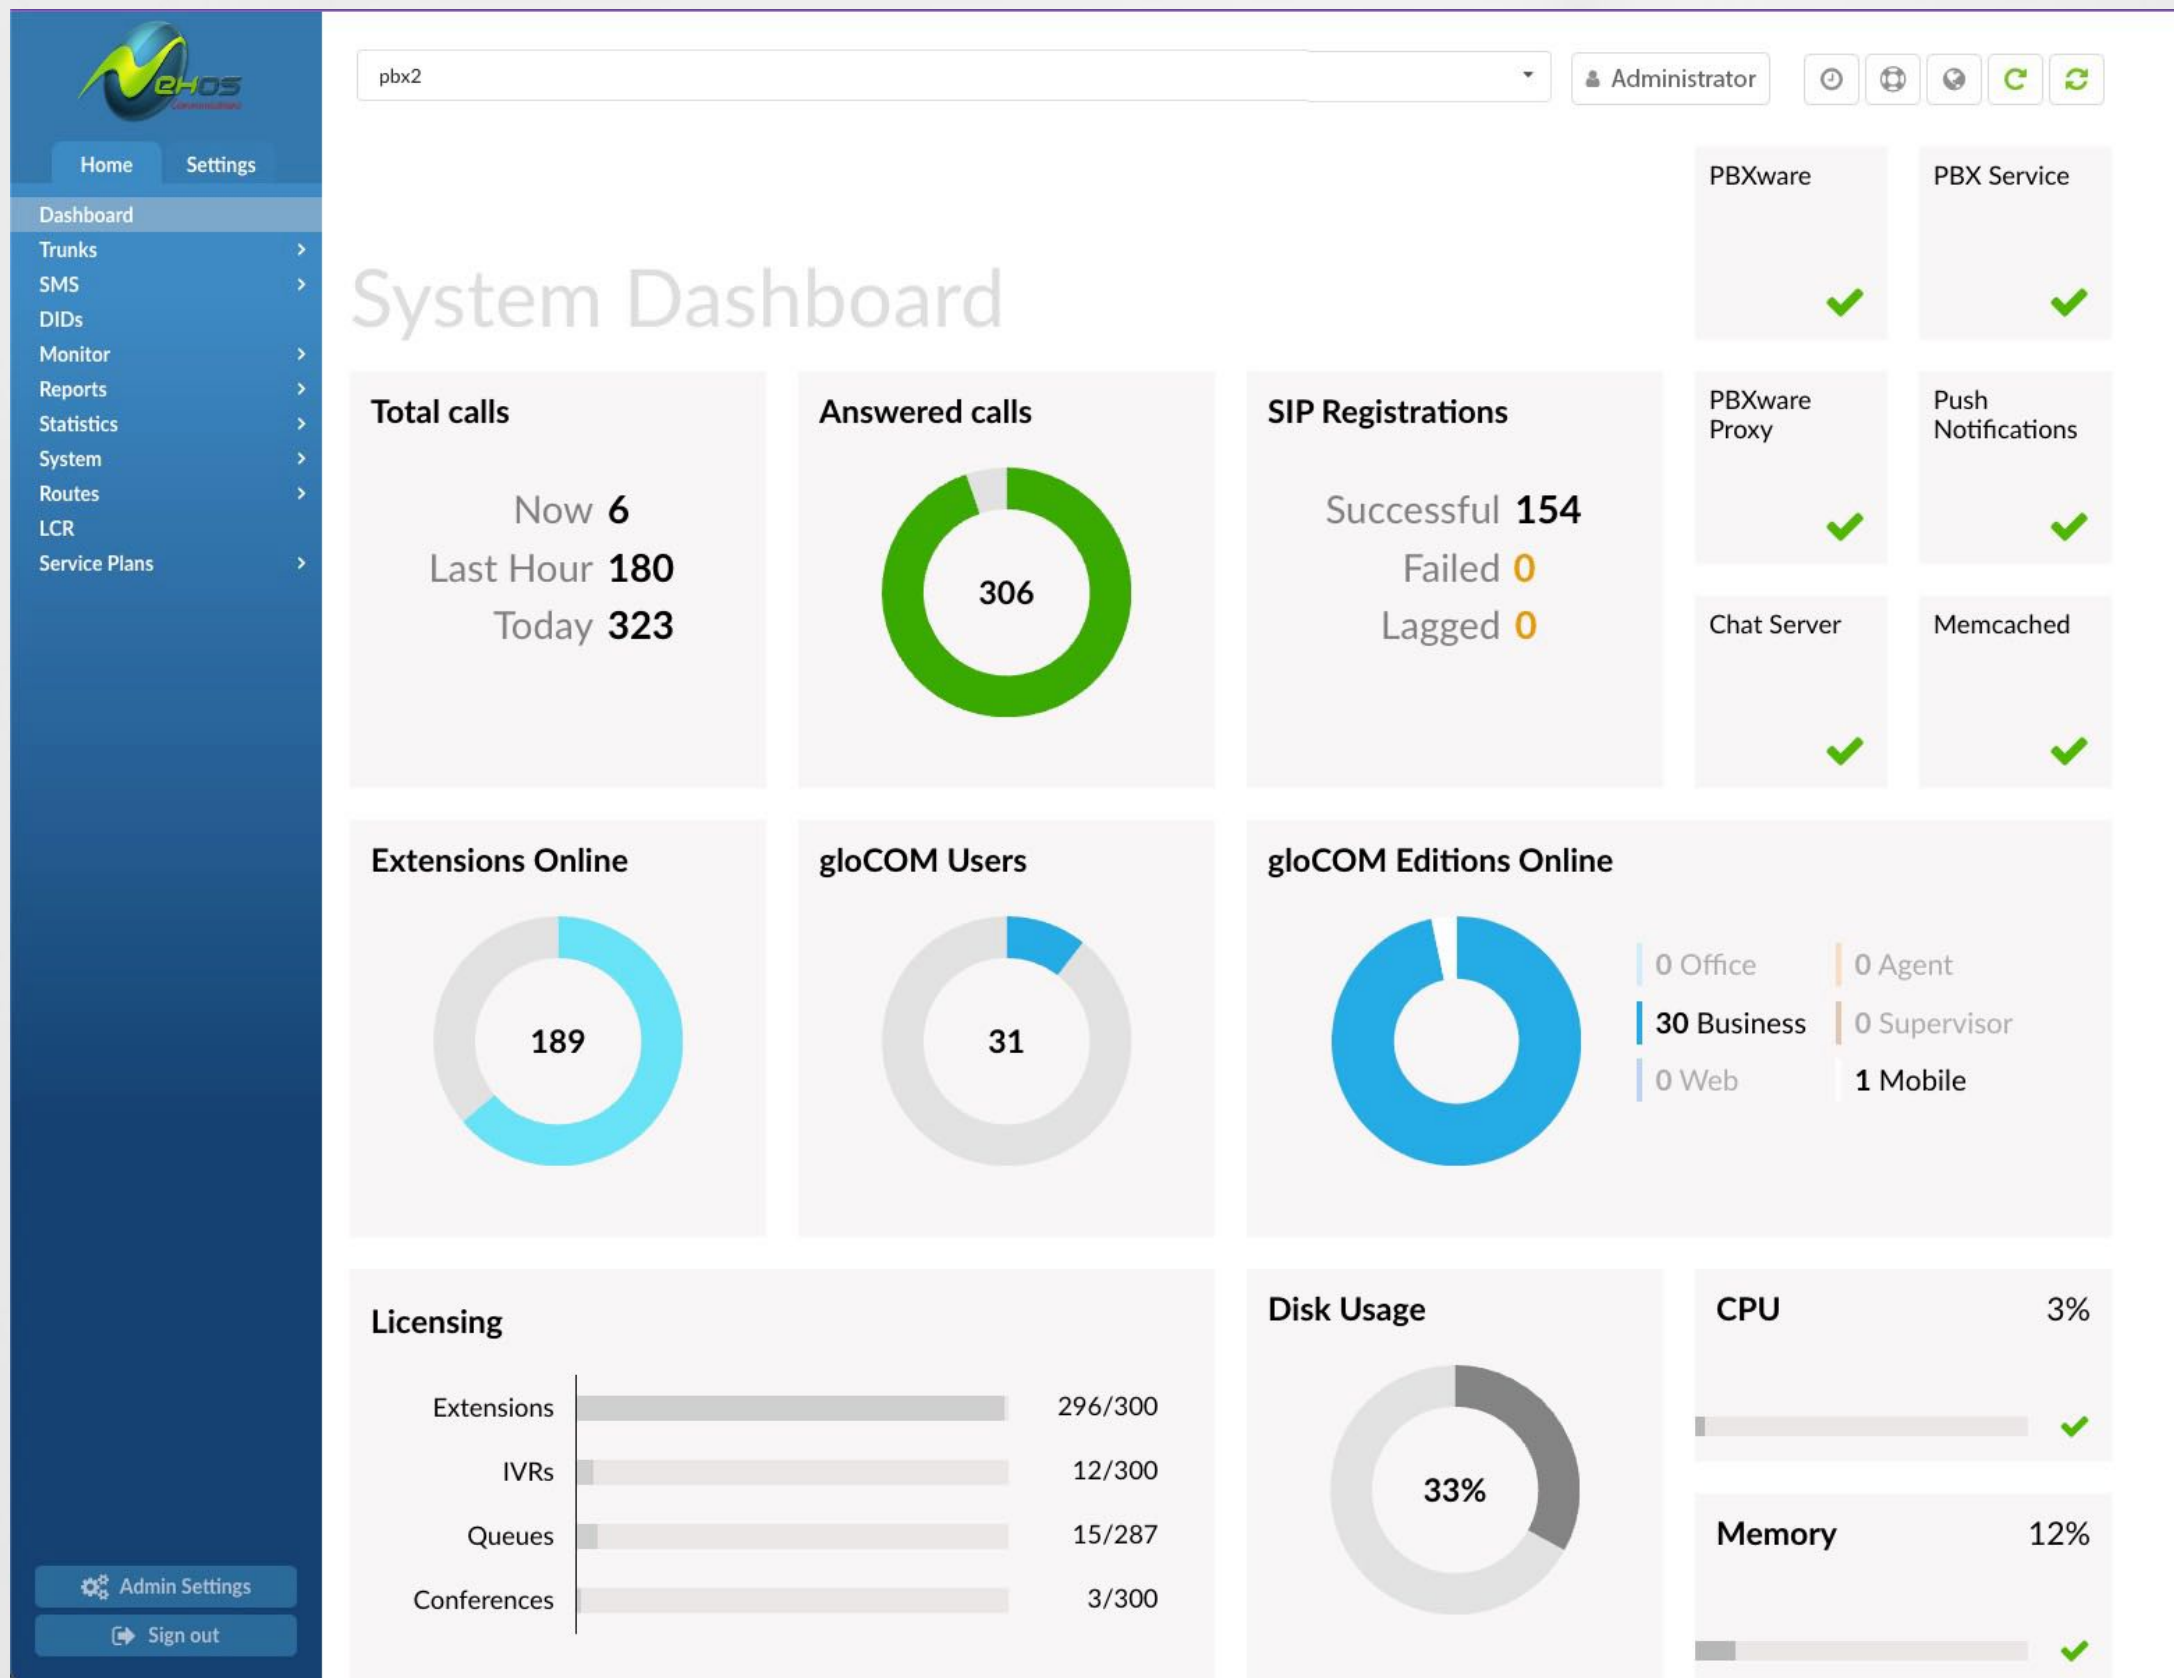 eHOS
pbx2
Administrator
Home
Settings
Dashboard
Trunks
SMS
DIDs
Monitor
Reports
Statistics
System
Routes
LCR
Service Plans
Admin Settings
Sign out
System Dashboard
PBXware
PBX Service
Total calls
Now 6
Last Hour 180
Today 323
Answered calls
306
SIP Registrations
Successful 154
Failed 0
Lagged 0
PBXware
Proxy
Push
Notifications
Chat Server
Memcached
Extensions Online
189
gloCOM Users
31
gloCOM Editions Online
0 Office
0 Agent
30 Business
0 Supervisor
0 Web
1 Mobile
Licensing
Extensions 296/300
IVRs 12/300
Queues 15/287
Conferences 3/300
Disk Usage
33%
CPU 3%
Memory 12%